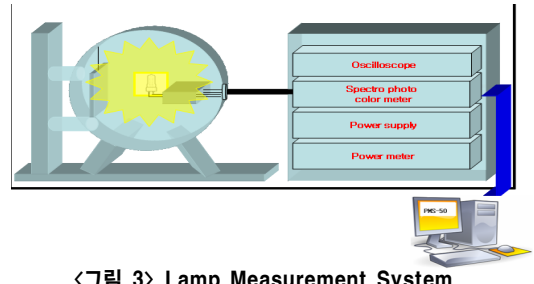 Oscilloscope
Spectro photo
color meter
Power supply
Power meter
PMS-50
<그림 3> Lamp Measurement System